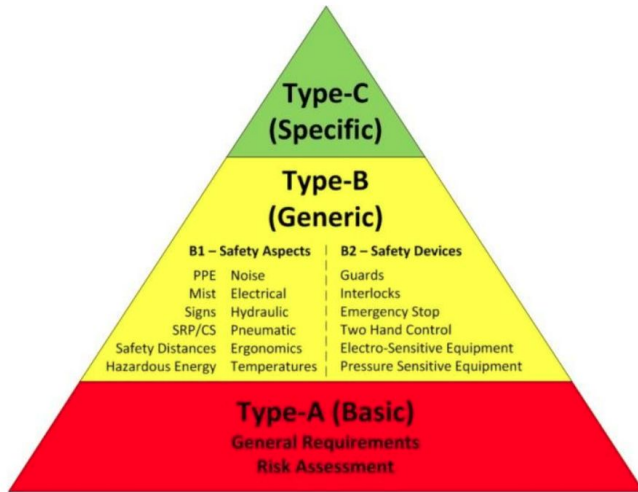 Type-C
(Specific)
Type-B
(Generic)
B1 – Safety Aspects
PPE Noise
Mist Electrical
Signs Hydraulic
SRP/CS Pneumatic
Safety Distances Ergonomics
Hazardous Energy Temperatures
B2 – Safety Devices
Guards
Interlocks
Emergency Stop
Two Hand Control
Electro-Sensitive Equipment
Pressure Sensitive Equipment
Type-A (Basic)
General Requirements
Risk Assessment